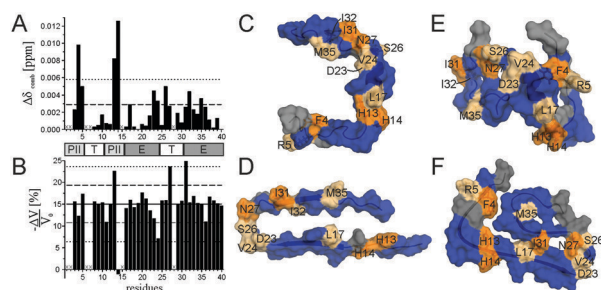 A
Δδ comb [ppm]
0.012
0.010
0.008
0.006
0.004
0.002
0.000
5 10 15 20 25 30 35 40
PII T PII E T E
B
-ΔV/V₀ [%]
25
20
15
10
5
0
5 10 15 20 25 30 35 40
residues
C
I32
I31
N27
S26
M35
V24
D23
L17
H13
H14
F4
R5
D
I31
M35
N27
I32
S26
D23
L17
H13
V24
H14
E
S26
I31
N27
V24
F4
I32
D23
R5
M35
L17
H13
H14
F
R5
F4
M35
H13
I31
N27
S26
H14
L17
V24
D23